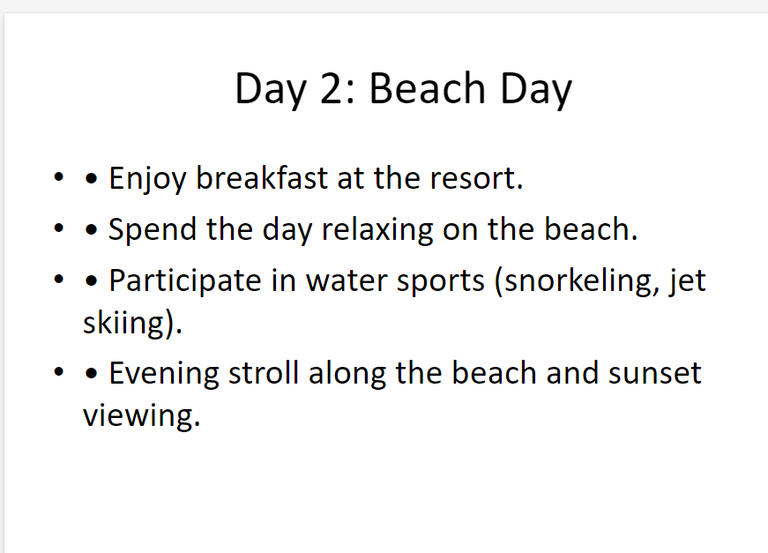 Day 2: Beach Day
• • Enjoy breakfast at the resort.
• • Spend the day relaxing on the beach.
• • Participate in water sports (snorkeling, jet
skiing).
• • Evening stroll along the beach and sunset
viewing.